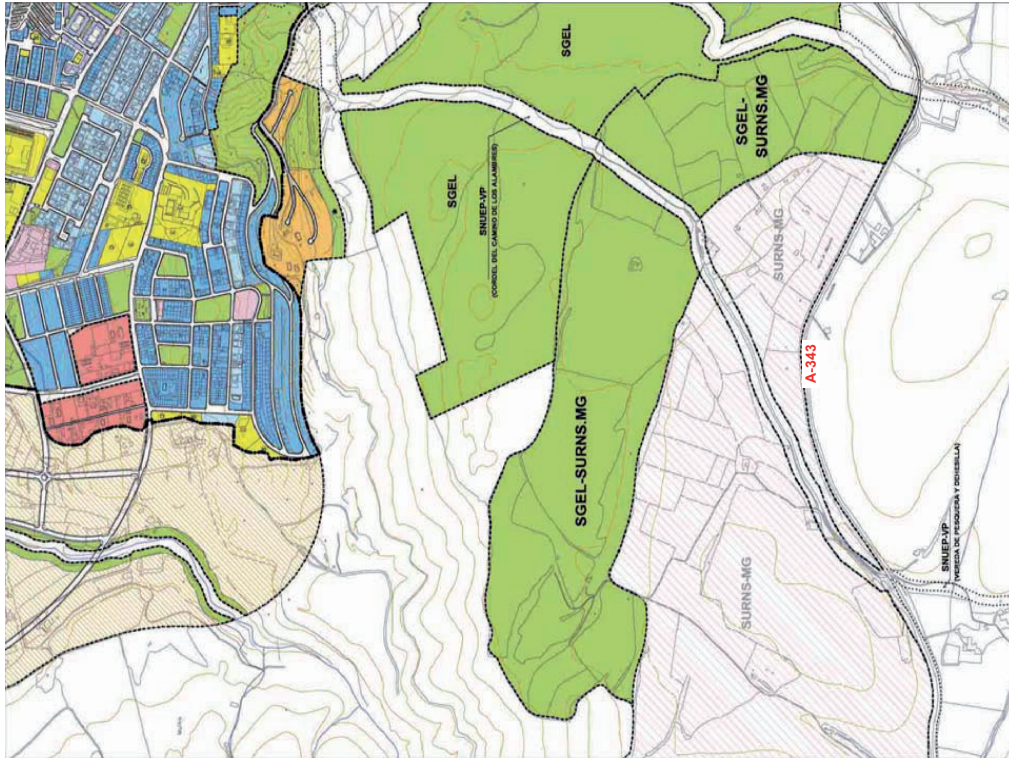 SGEL
SGEL
SNUEP-VP
(CORDEL DEL CAMINO DE LOS ALAMBRES)
SGEL-
SURNS.MG
SURNS-MG
A-343
SGEL-SURNS.MG
SURNS-MG
SNUEP-VP
(VEREDA DE PESQUERA Y DEHESILLA)